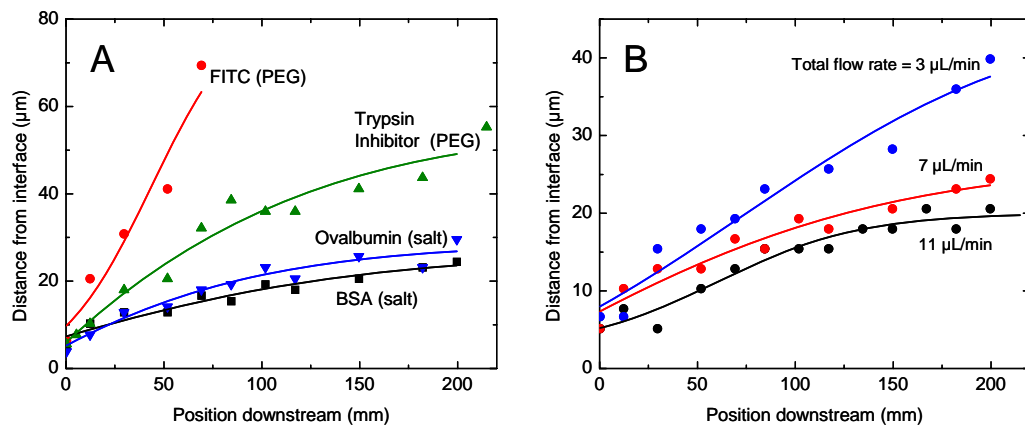 A
FITC (PEG)
Trypsin
Inhibitor (PEG)
Ovalbumin (salt)
BSA (salt)
Distance from interface (µm)
80
60
40
20
0
0
50
100
150
200
Position downstream (mm)
B
Total flow rate = 3 µL/min
7 µL/min
11 µL/min
Distance from interface (µm)
40
30
20
10
0
0
50
100
150
200
Position downstream (mm)